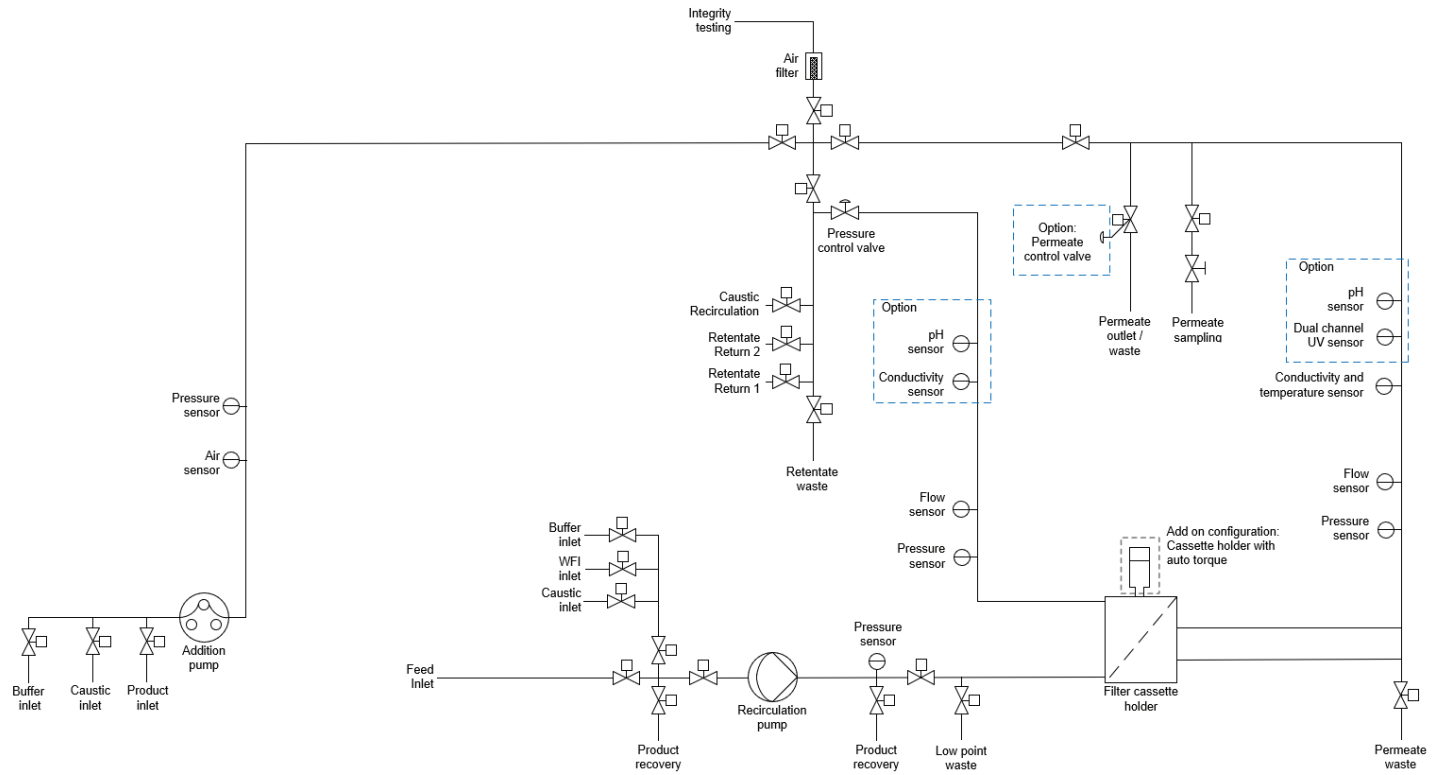 Integrity
testing
Air
filter
Pressure
control valve
Option:
Permeate
control valve
Option
pH
sensor
Dual channel
UV sensor
Caustic
Recirculation
Retentate
Return 2
Retentate
Return 1
Option
pH
sensor
Conductivity
sensor
Permeate
outlet /
waste
Permeate
sampling
Conductivity and
temperature sensor
Pressure
sensor
Air
sensor
Retentate
waste
Flow
sensor
Pressure
sensor
Flow
sensor
Pressure
sensor
Add on configuration:
Cassette holder with
auto torque
Buffer
inlet
WFI
inlet
Caustic
inlet
Addition
pump
Buffer
inlet
Caustic
inlet
Product
inlet
Feed
Inlet
Pressure
sensor
Recirculation
pump
Filter cassette
holder
Product
recovery
Product
recovery
Low point
waste
Permeate
waste